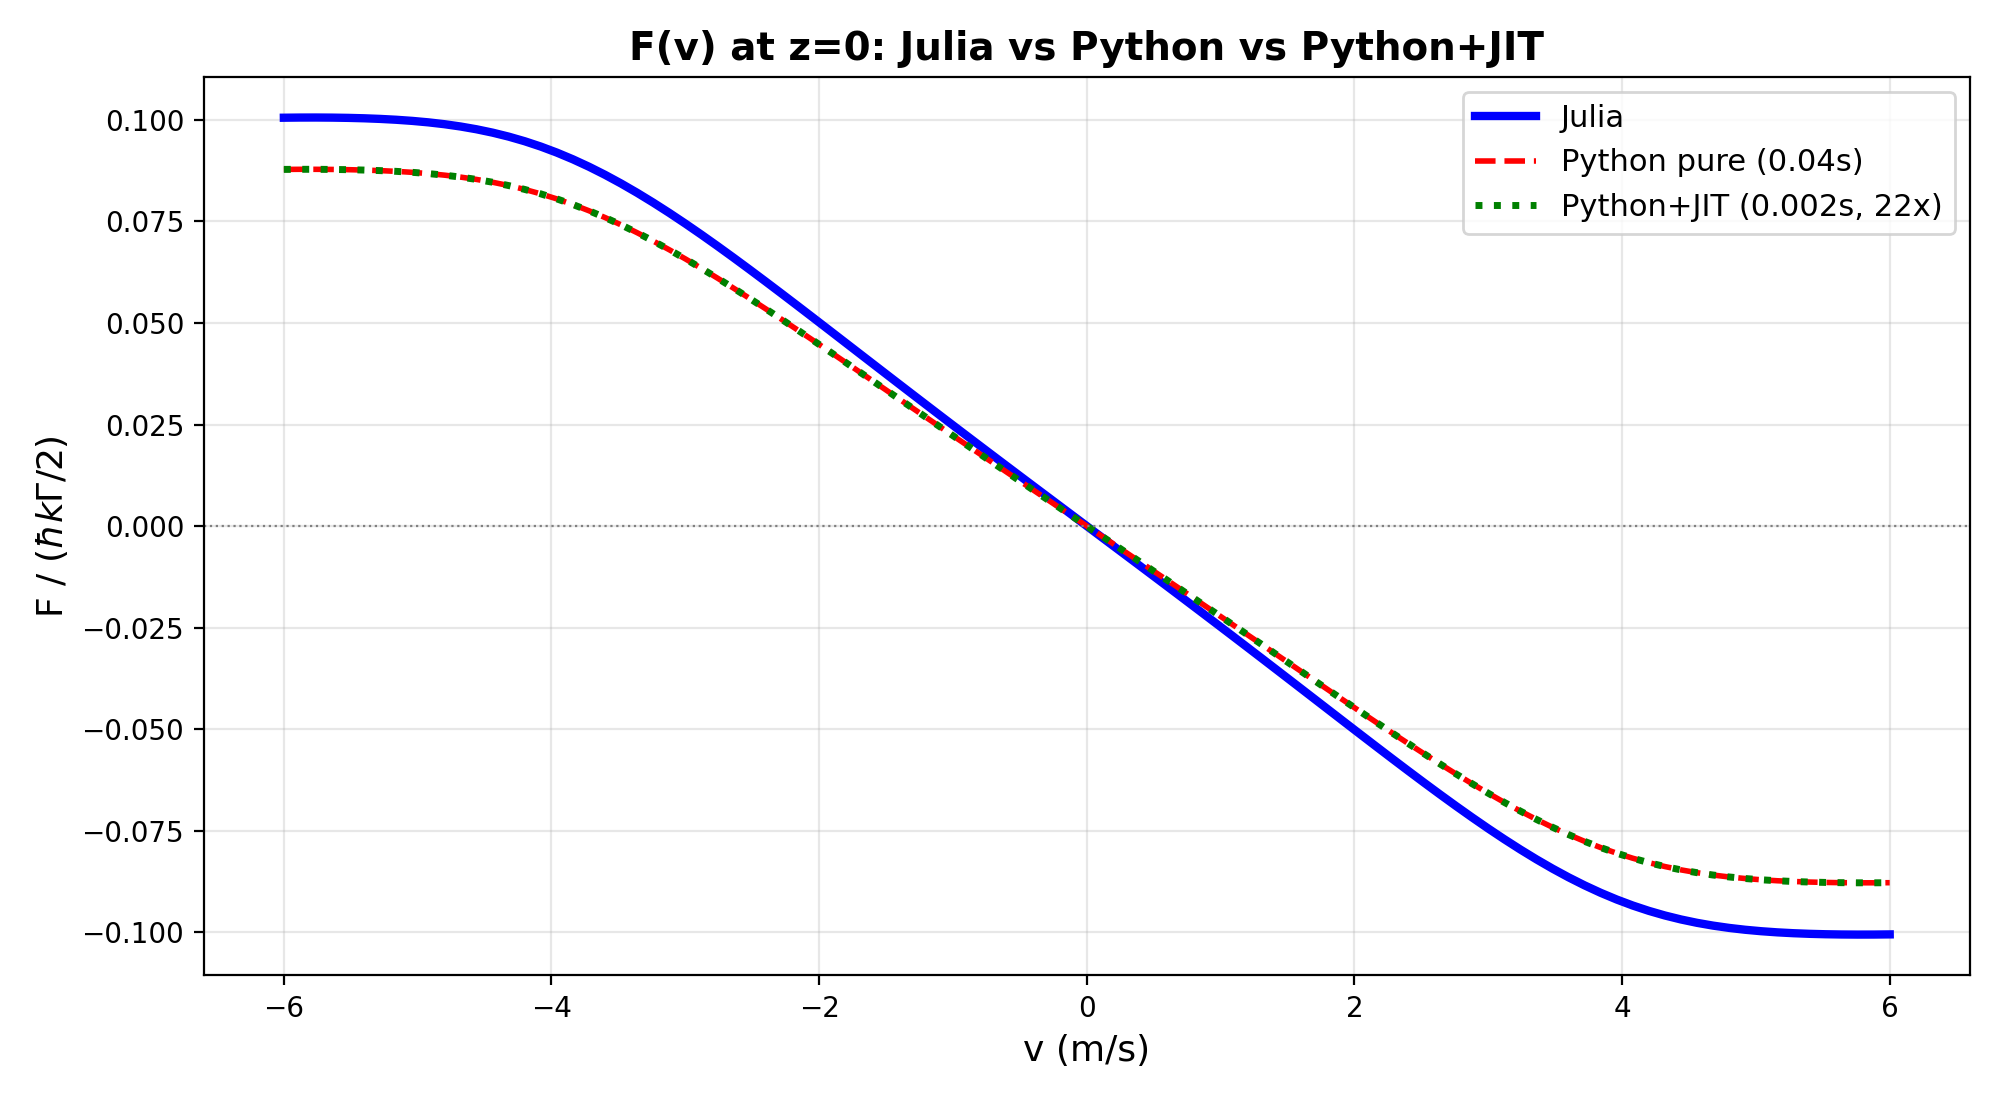 F(v) at z=0: Julia vs Python vs Python+JIT
Julia
Python pure (0.04s)
Python+JIT (0.002s, 22x)
F / (ℏkΓ/2)
0.100
0.075
0.050
0.025
0.000
−0.025
−0.050
−0.075
−0.100
−6
−4
−2
0
2
4
6
v (m/s)